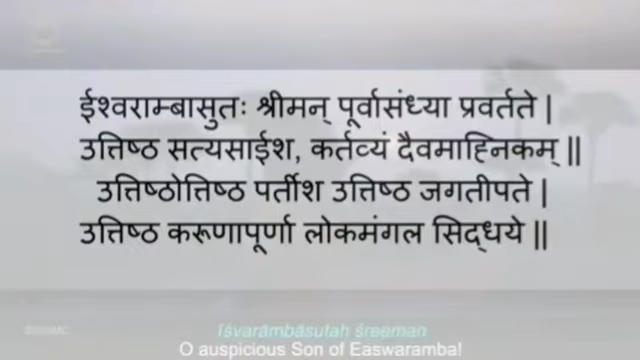 ईश्वराम्बासुतः श्रीमन् पूर्वासंध्या प्रवर्तते |
उत्तिष्ठ सत्यसाईश, कर्तव्यं दैवमाह्निकम् ||
उत्तिष्ठोत्तिष्ठ पर्तीश उत्तिष्ठ जगतीपते |
उत्तिष्ठ करूणापूर्णा लोकमंगल सिद्धये ||
Iśvarāmbāsutah śreeman
O auspicious Son of Easwaramba!